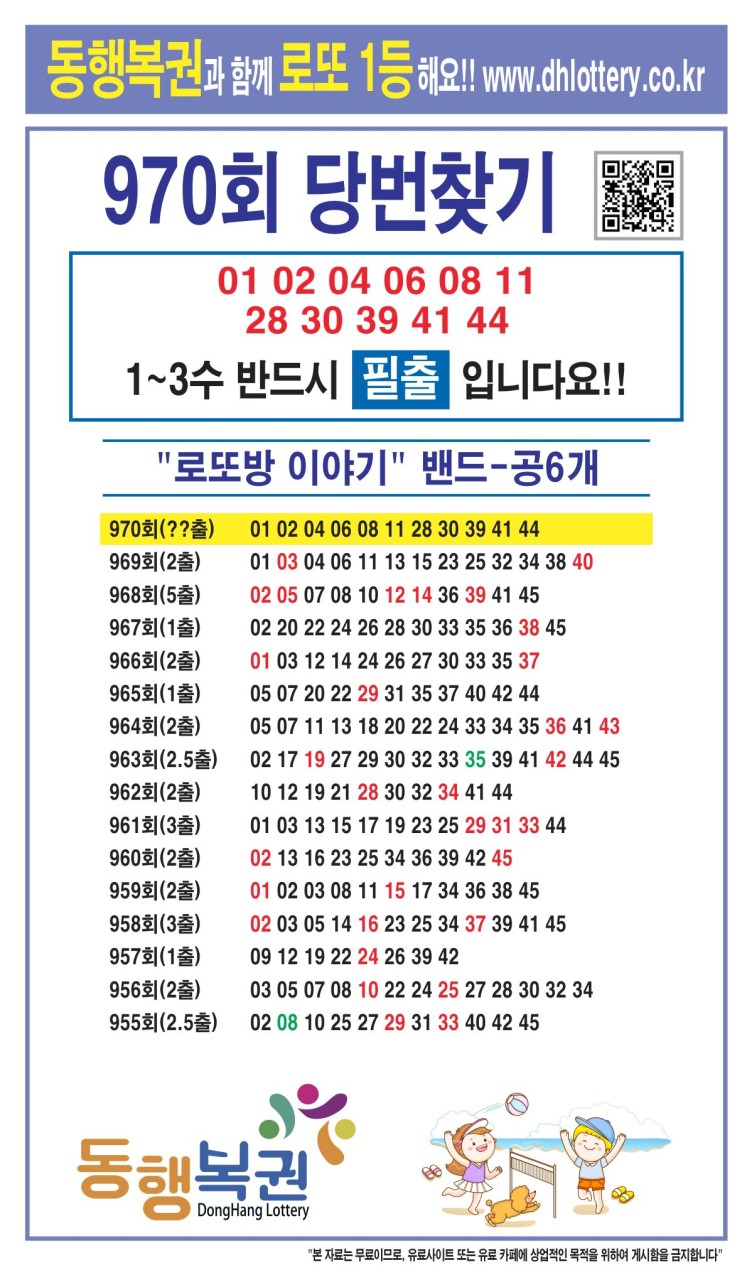 동행복권과 함께 로또 1등 해요!! www.dhlottery.co.kr
970회 당번찾기
01 02 04 06 08 11
28 30 39 41 44
1~3수 반드시 필출 입니다요!!
"로또방 이야기" 밴드-공6개
970회(??출) 01 02 04 06 08 11 28 30 39 41 44
969회(2출) 01 03 04 06 11 13 15 23 25 32 34 38 40
968회(5출) 02 05 07 08 10 12 14 36 39 41 45
967회(1출) 02 20 22 24 26 28 30 33 35 36 38 45
966회(2출) 01 03 12 14 24 26 27 30 33 35 37
965회(1출) 05 07 20 22 29 31 35 37 40 42 44
964회(2출) 05 07 11 13 18 20 22 24 33 34 35 36 41 43
963회(2.5출) 02 17 19 27 29 30 32 33 35 39 41 42 44 45
962회(2출) 10 12 19 21 28 30 32 34 41 44
961회(3출) 01 03 13 15 17 19 23 25 29 31 33 44
960회(2출) 02 13 16 23 25 34 36 39 42 45
959회(2출) 01 02 03 08 11 15 17 34 36 38 45
958회(3출) 02 03 05 14 16 23 25 34 37 39 41 45
957회(1출) 09 12 19 22 24 26 39 42
956회(2출) 03 05 07 08 10 22 24 25 27 28 30 32 34
955회(2.5출) 02 08 10 25 27 29 31 33 40 42 45
동행복권
DongHang Lottery
"본 자료는 무료이므로, 유료사이트 또는 유료 카페에 상업적인 목적을 위하여 게시함을 금지합니다"